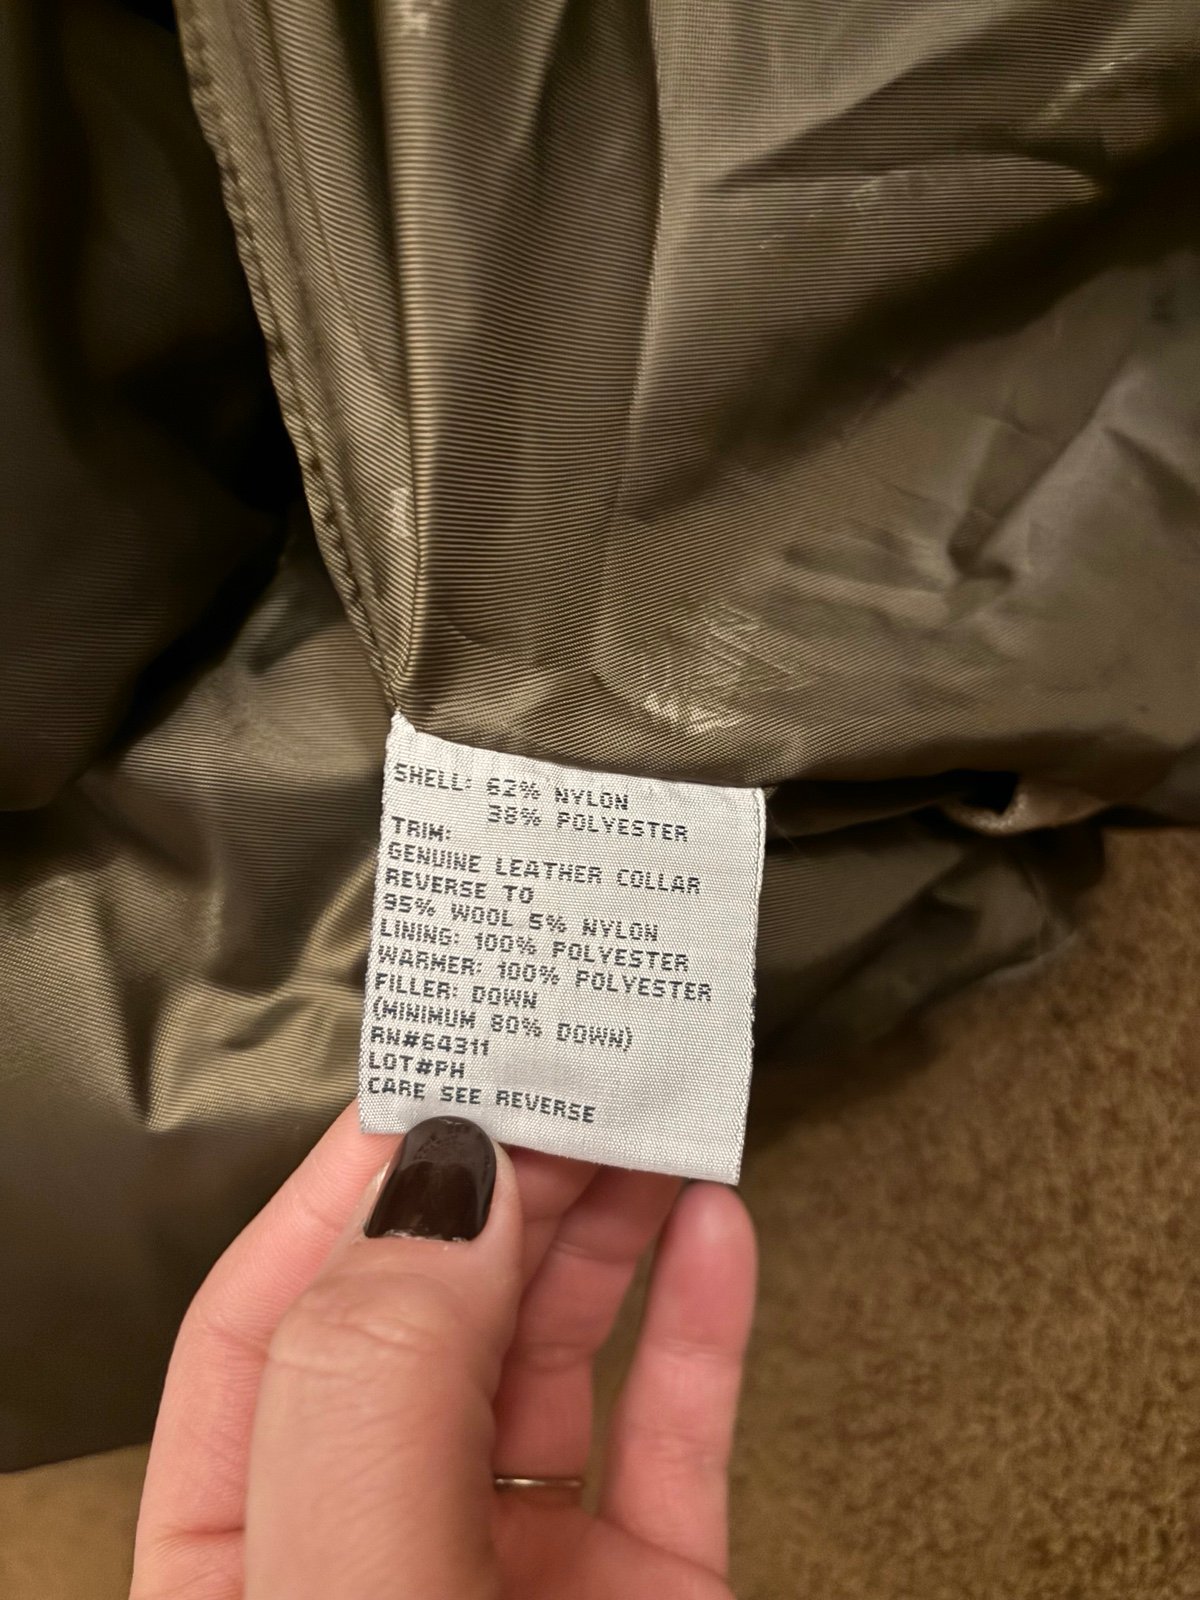 SHELL: 62% NYLON
38% POLYESTER
TRIM:
GENUINE LEATHER COLLAR
REVERSE TO
95% WOOL 5% NYLON
LINING: 100% POLYESTER
WARMER: 100% POLYESTER
FILLER: DOWN
(MINIMUM 80% DOWN)
RN#64311
LOT#PH
CARE SEE REVERSE